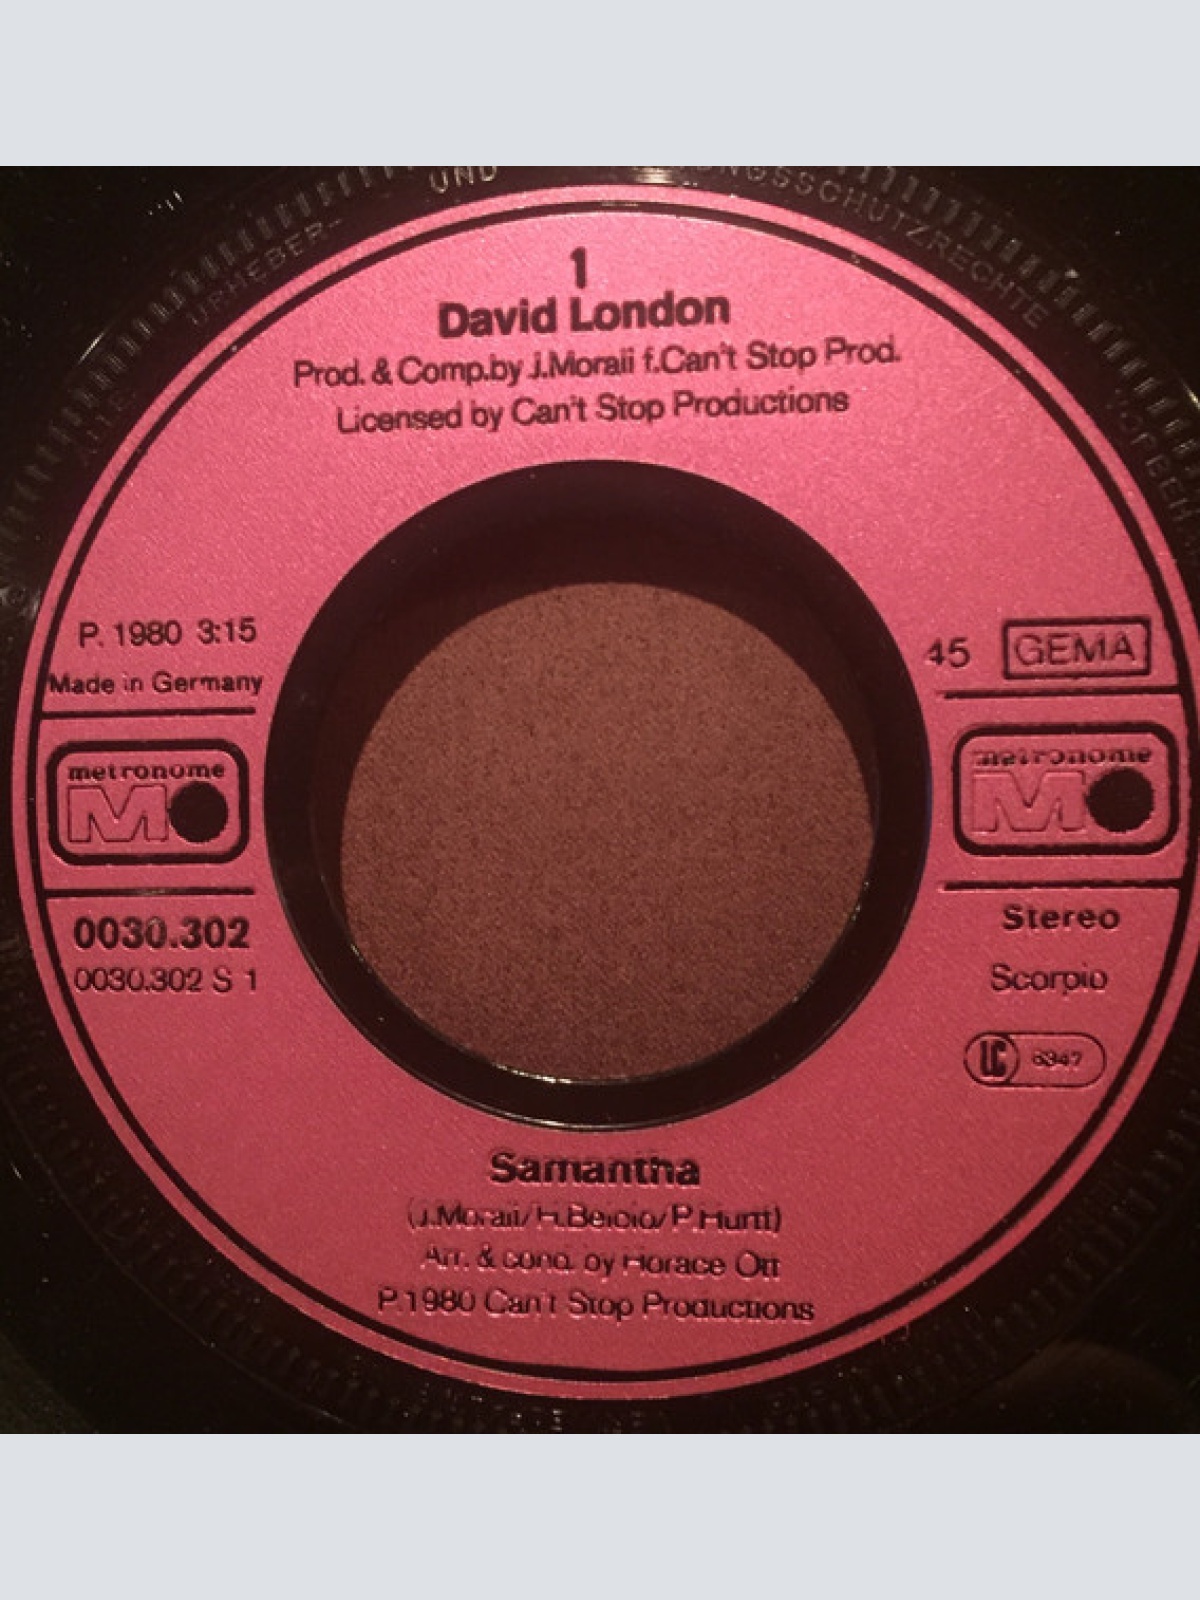 URHEBER-
UND
UNGSSCHUTZRECHTE
1
David London
Prod. & Comp.by J.Morali f.Can't Stop Prod.
Licensed by Can't Stop Productions
P. 1980 3:15
Made in Germany
45 GEMA
metronome
M
metronome
M
0030.302
0030.302 S 1
Stereo
Scorpio
LC 6347
Samantha
(J.Morali/H.Belolo/P.Hurtt)
Arr. & cond. by Horace Ott
P.1980 Can't Stop Productions